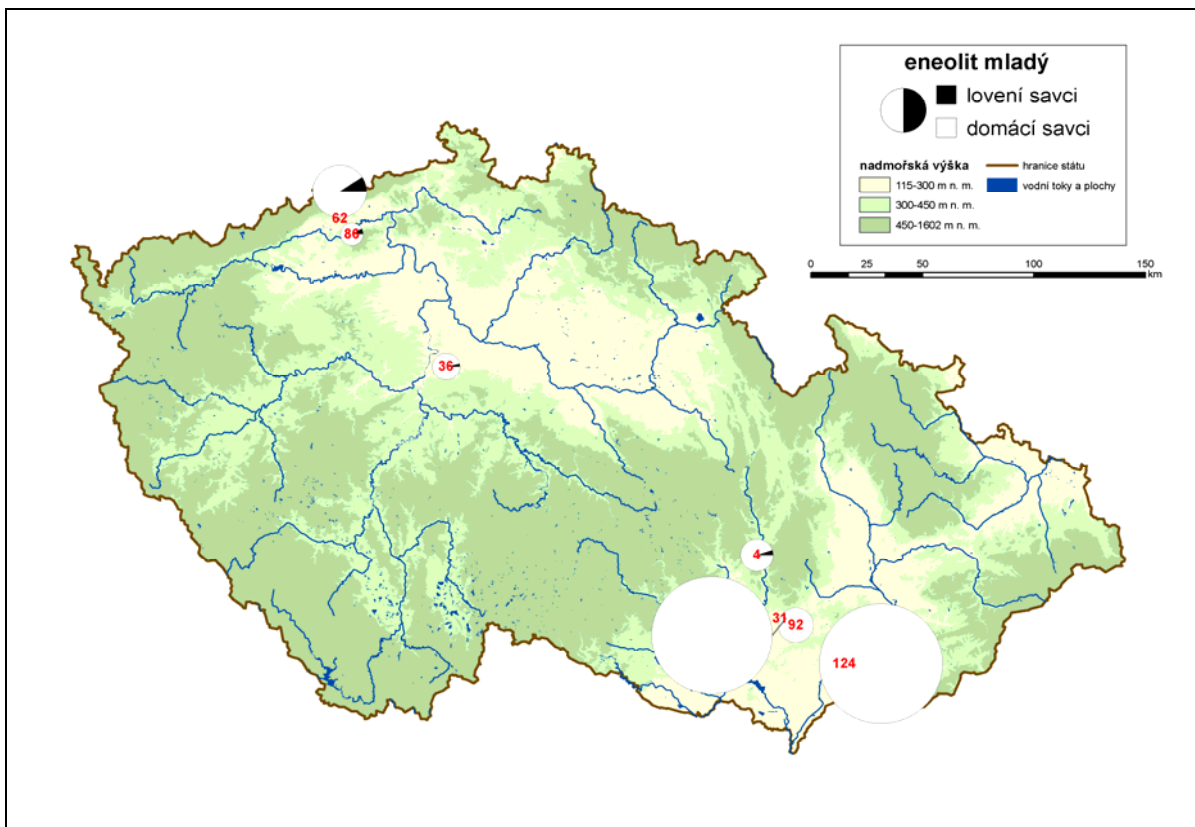 eneolit mladý
lovení savci
domácí savci
nadmořská výška
115-300 m n. m.
300-450 m n. m.
450-1602 m n. m.
hranice státu
vodní toky a plochy
0 25 50 100 150
km
62
86
36
4
31
92
124